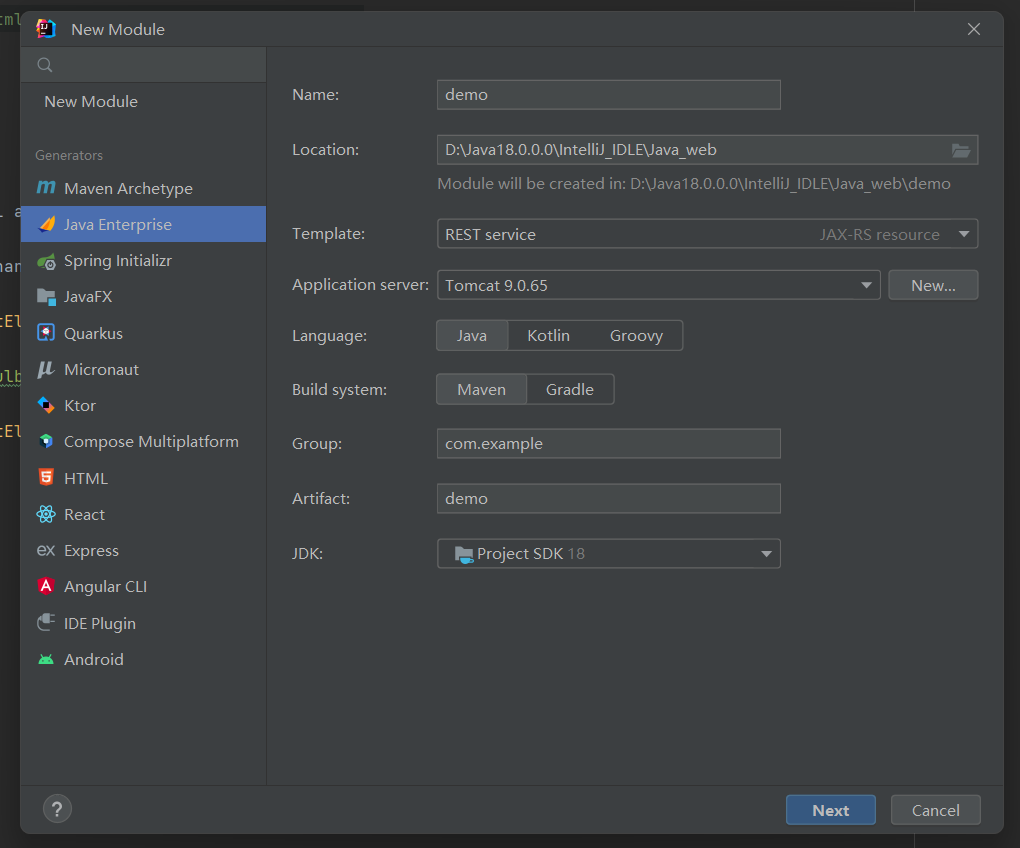 tml
New Module
New Module
Generators
Maven Archetype
Java Enterprise
Spring Initializr
JavaFX
Quarkus
Micronaut
Ktor
Compose Multiplatform
HTML
React
Express
Angular CLI
IDE Plugin
Android
Name: demo
Location: D:\Java18.0.0.0\IntelliJ_IDLE\Java_web
Module will be created in: D:\Java18.0.0.0\IntelliJ_IDLE\Java_web\demo
Template: REST service JAX-RS resource
Application server: Tomcat 9.0.65 New...
Language: Java Kotlin Groovy
Build system: Maven Gradle
Group: com.example
Artifact: demo
JDK: Project SDK 18
? Next Cancel